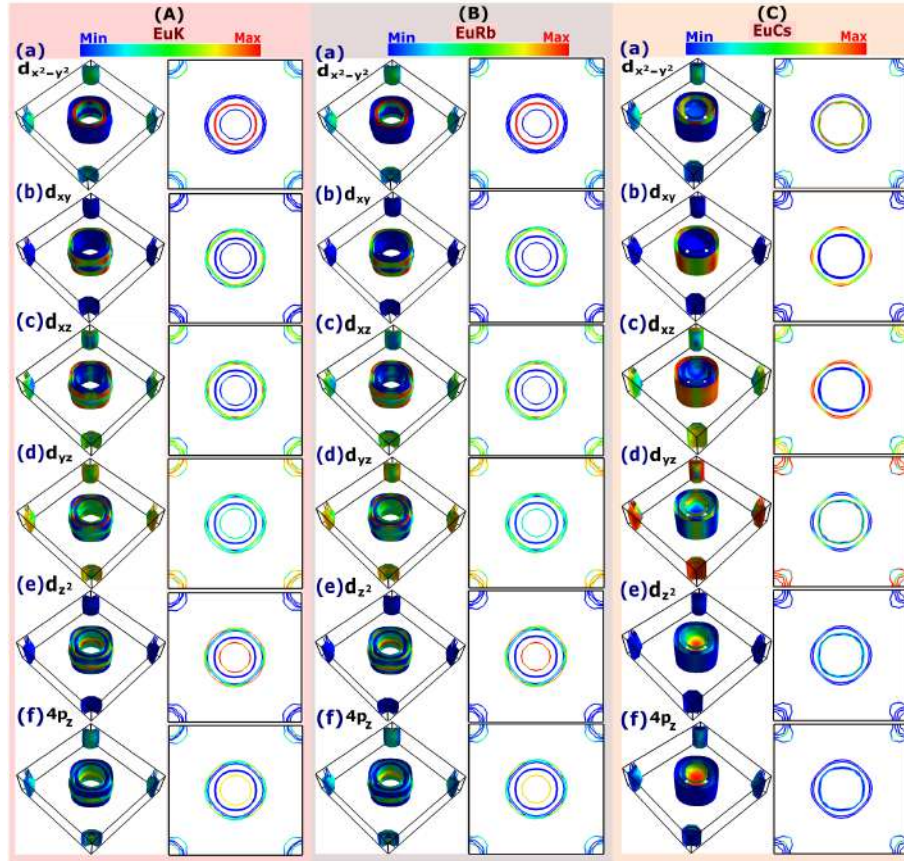 (A) (B) (C)
EuK EuRb EuCs
Min Max Min Max Min Max
(a) (a) (a)
dx²−y² dx²−y² dx²−y²
(b) dxy (b) dxy (b) dxy
(c) dxz (c) dxz (c) dxz
(d) dyz (d) dyz (d) dyz
(e) dz² (e) dz² (e) dz²
(f) 4pz (f) 4pz (f) 4pz